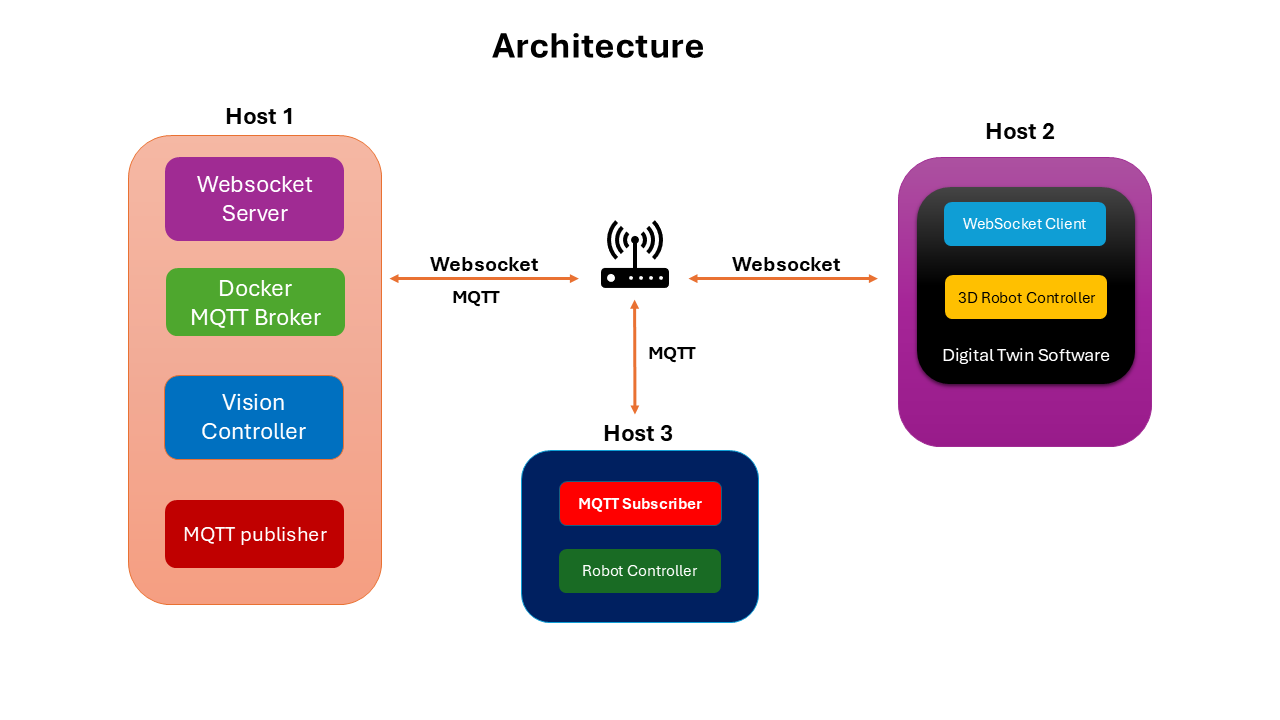 Architecture
Host 1
Websocket
Server
Docker
MQTT Broker
Vision
Controller
MQTT publisher
Websocket
MQTT
Websocket
MQTT
Host 2
WebSocket Client
3D Robot Controller
Digital Twin Software
Host 3
MQTT Subscriber
Robot Controller